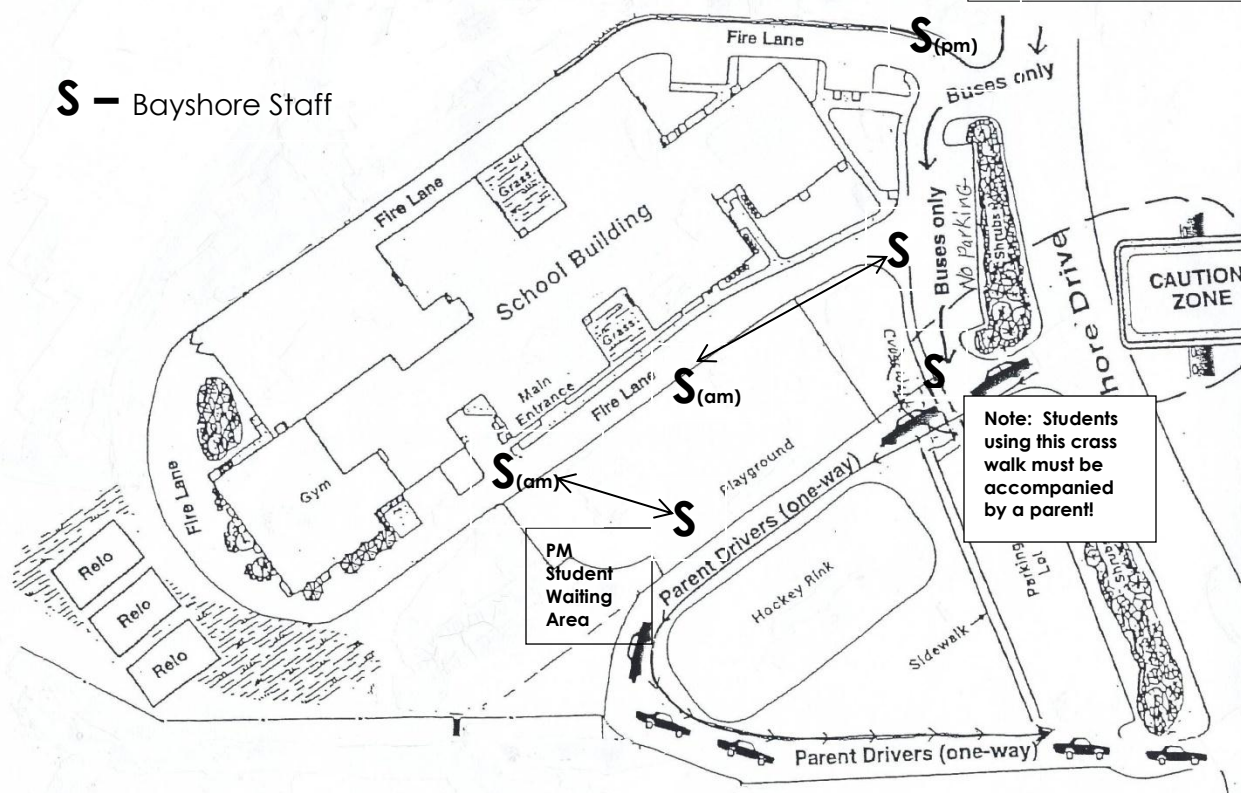 Fire Lane
S(pm)
S – Bayshore Staff
Buses only
Fire Lane
Grass
School Building
S
Buses only
No Parking
Shrubs
hore Drive
CAUTION
ZONE
Grass
Main
Entrance
Fire Lane
S(am)
S
Note: Students
using this crass
walk must be
accompanied
by a parent!
S(am)
Gym
Fire Lane
S
Playground
Parent Drivers (one-way)
PM
Student
Waiting
Area
Hockey Rink
Parking
Lot
Shrubs
Sidewalk
Relo
Relo
Relo
Parent Drivers (one-way)